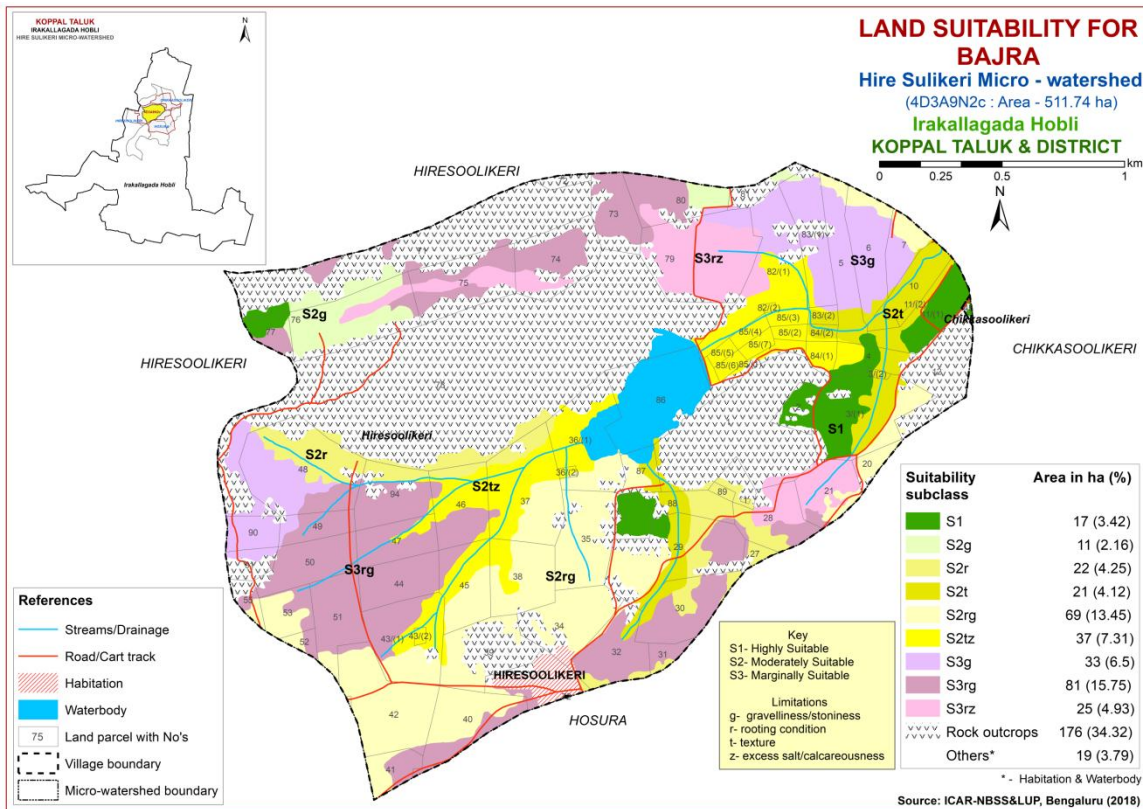 KOPPAL TALUK
IRAKALLAGADA HOBLI
HIRE SULIKERI MICRO-WATERSHED
N
Irakallagada Hobli
LAND SUITABILITY FOR
BAJRA
Hire Sulikeri Micro - watershed
(4D3A9N2c : Area - 511.74 ha)
Irakallagada Hobli
KOPPAL TALUK & DISTRICT
km
0 0.25 0.5 1
N
HIRESOOLIKERI
73
80
83/(1)
6
7
5
S3g
79
S3rz
74
75
82/(1)
10
76
S2g
77
82/(2)
85/(3)
83/(2)
S2t
11/(2)
11/(1)
Chikkasoolikeri
85/(4)
85/(2)
84/(2)
85/(7)
HIRESOOLIKERI
CHIKKASOOLIKERI
85/(5)
84/(1)
85/(6)
78
86
S1
3/(1)
Hiresoolikeri
36/(1)
S2r
48
36/(2)
87
20
94
S2tz
37
89
21
46
88
28
49
90
47
35
29
27
50
S3rg
44
45
38
S2rg
30
51
53
52
43/(1)
43/(2)
34
32
31
39
HIRESOOLIKERI
42
40
HOSURA
41
References
Streams/Drainage
Road/Cart track
Habitation
Waterbody
75 Land parcel with No's
Village boundary
Micro-watershed boundary
Key
S1- Highly Suitable
S2- Moderately Suitable
S3- Marginally Suitable
Limitations
g- gravelliness/stoniness
r- rooting condition
t- texture
z- excess salt/calcareousness
Suitability subclass Area in ha (%)
S1 17 (3.42)
S2g 11 (2.16)
S2r 22 (4.25)
S2t 21 (4.12)
S2rg 69 (13.45)
S2tz 37 (7.31)
S3g 33 (6.5)
S3rg 81 (15.75)
S3rz 25 (4.93)
Rock outcrops 176 (34.32)
Others* 19 (3.79)
* - Habitation & Waterbody
Source: ICAR-NBSS&LUP, Bengaluru (2018)